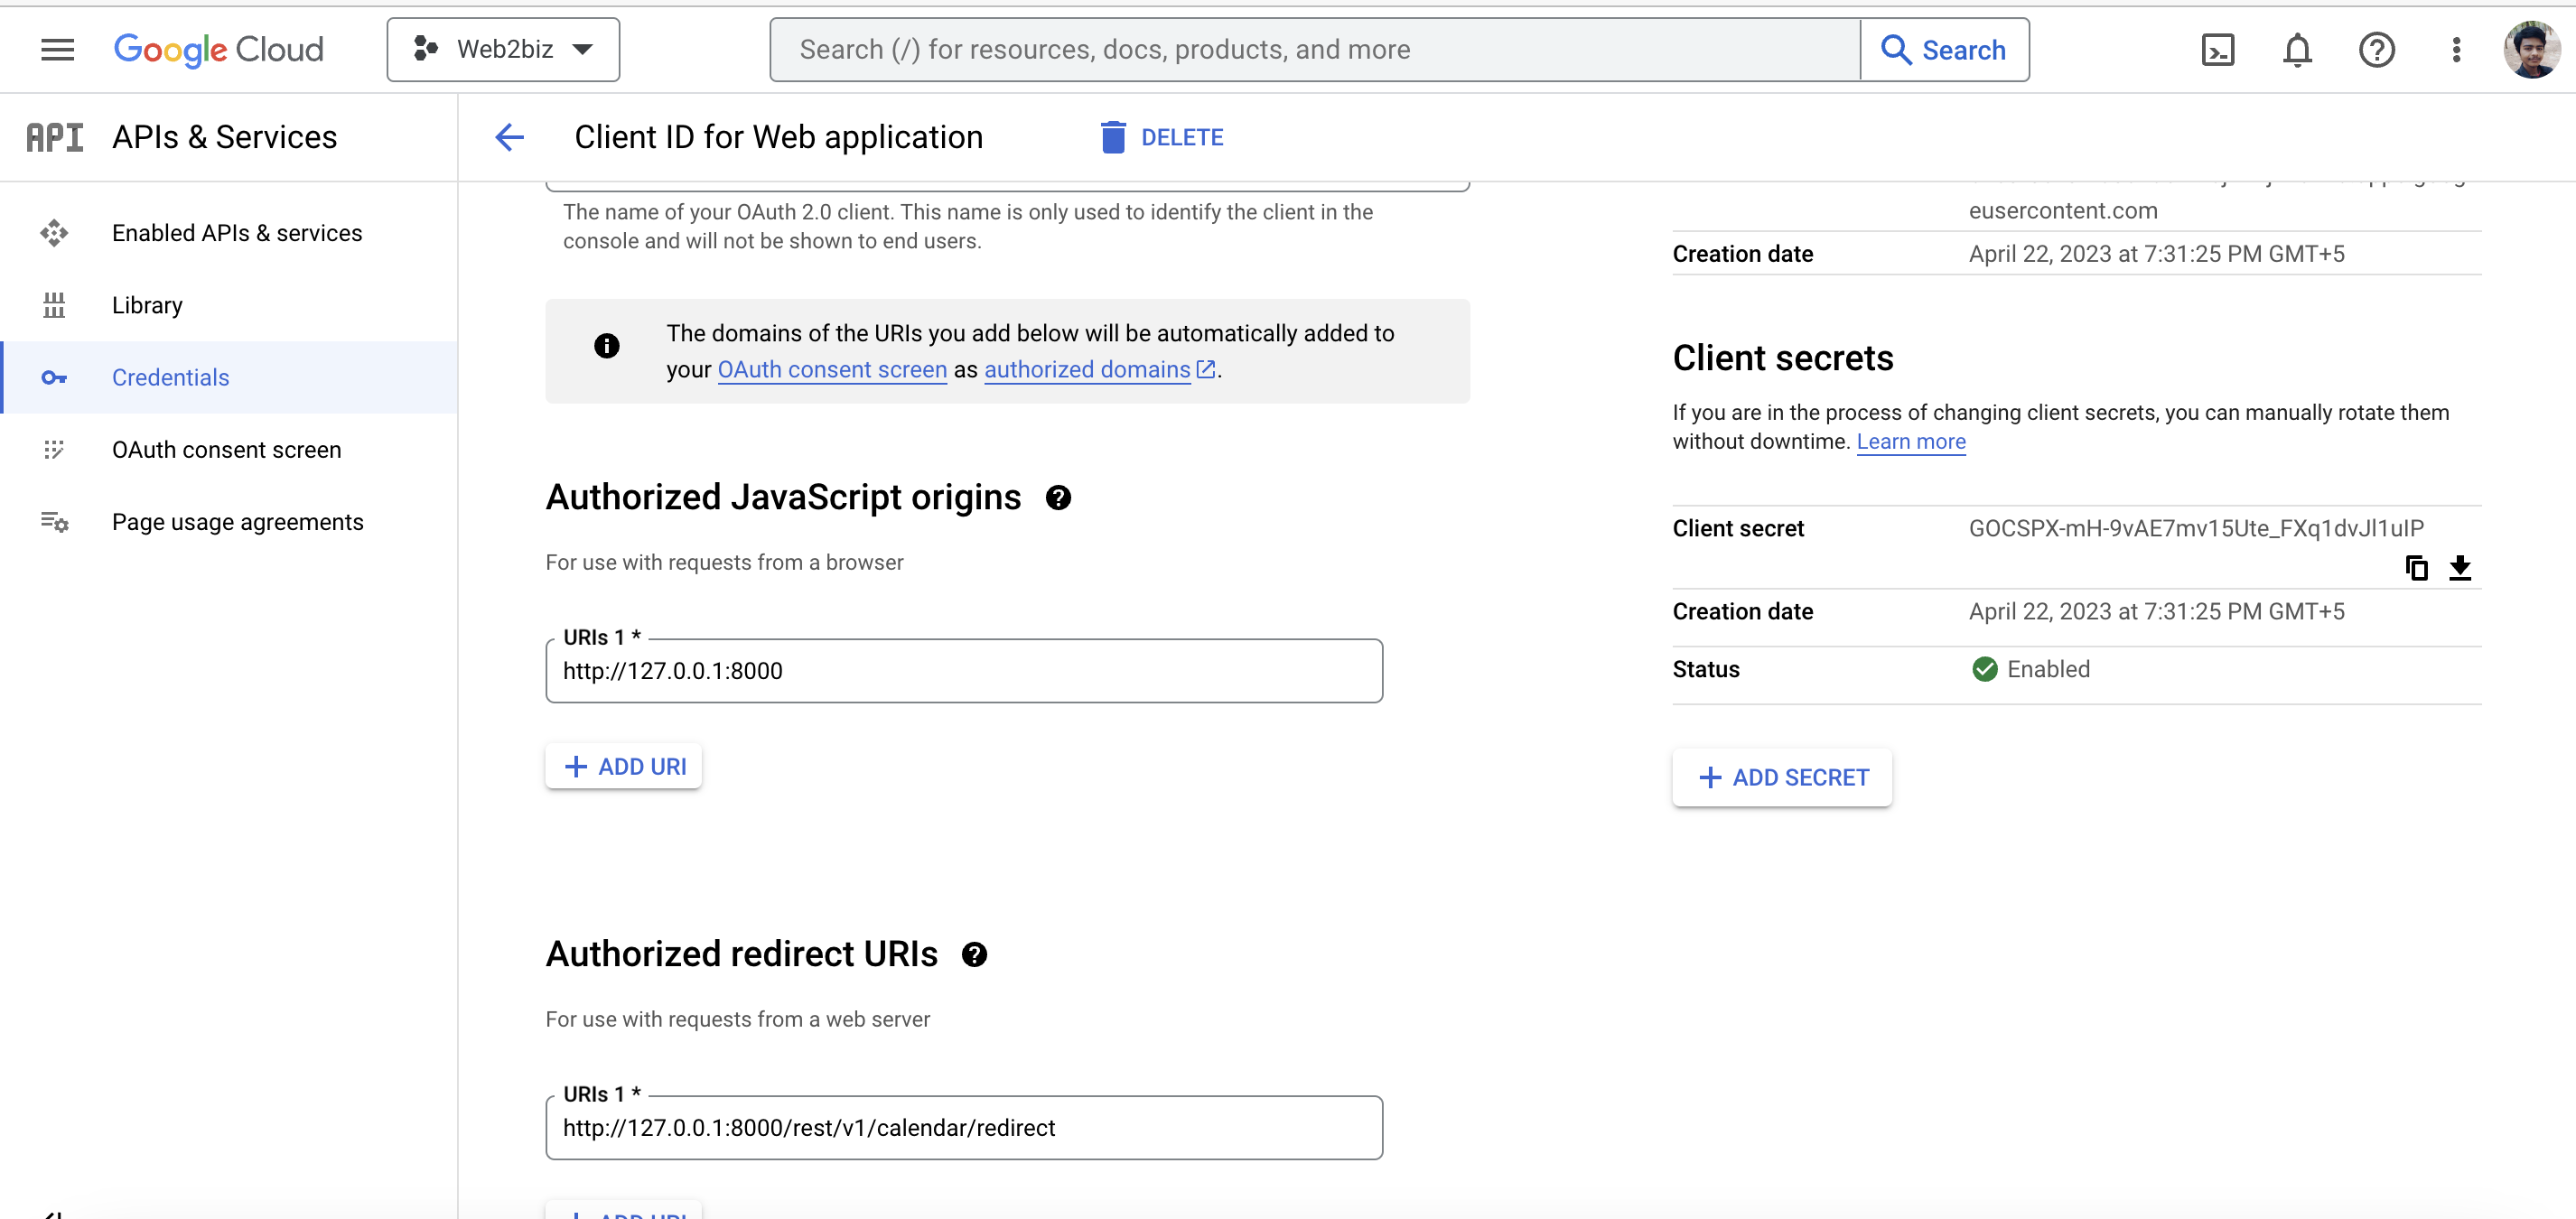 Google Cloud
Web2biz
Search (/) for resources, docs, products, and more
Search
API
APIs & Services
Client ID for Web application
DELETE
Enabled APIs & services
Library
Credentials
OAuth consent screen
Page usage agreements
The name of your OAuth 2.0 client. This name is only used to identify the client in the
console and will not be shown to end users.
The domains of the URIs you add below will be automatically added to
your OAuth consent screen as authorized domains.
Authorized JavaScript origins
For use with requests from a browser
URIs 1 *
http://127.0.0.1:8000
ADD URI
Authorized redirect URIs
For use with requests from a web server
URIs 1 *
http://127.0.0.1:8000/rest/v1/calendar/redirect
ADD URI
eusercontent.com
Creation date
April 22, 2023 at 7:31:25 PM GMT+5
Client secrets
If you are in the process of changing client secrets, you can manually rotate them
without downtime. Learn more
Client secret
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
Creation date
April 22, 2023 at 7:31:25 PM GMT+5
Status
Enabled
ADD SECRET